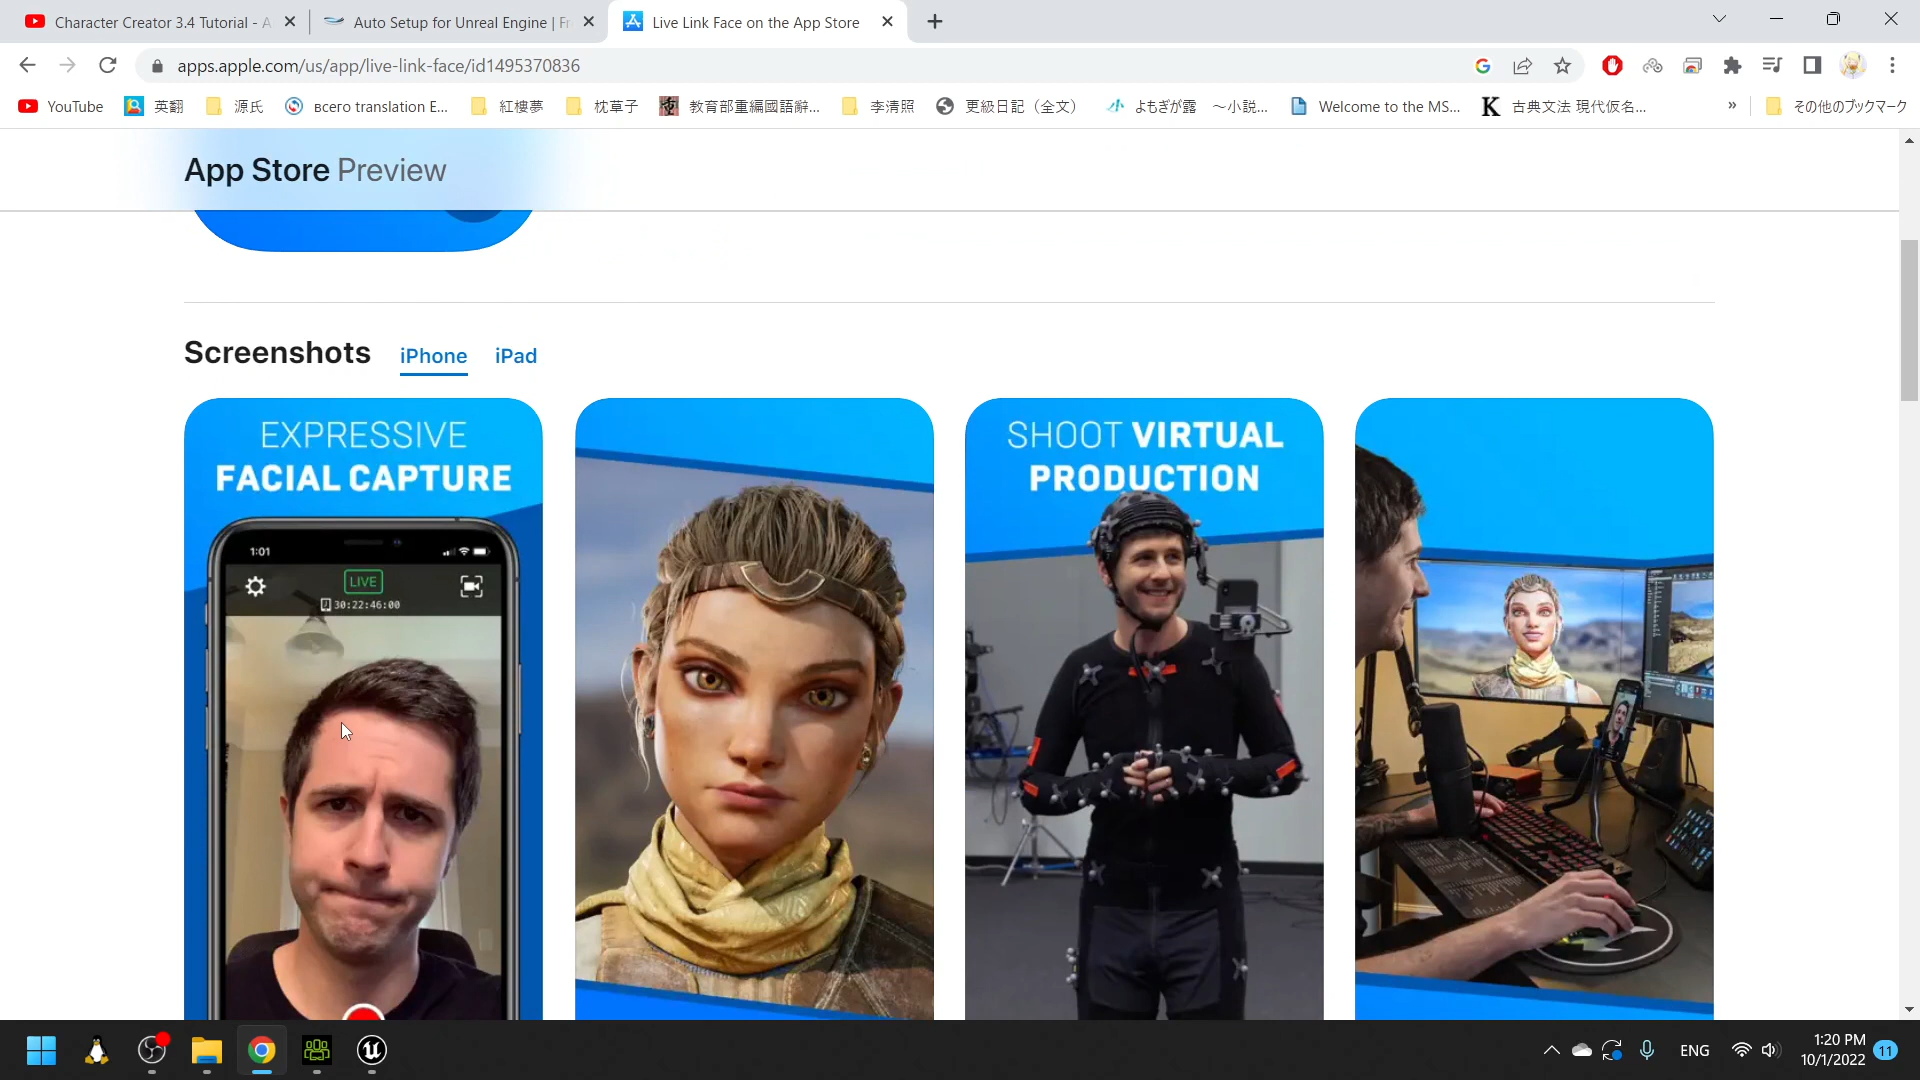 Character Creator 3.4 Tutorial - A
Auto Setup for Unreal Engine | Fr
Live Link Face on the App Store
apps.apple.com/us/app/live-link-face/id1495370836
YouTube
英翻
源氏
всего translation E...
紅樓夢
枕草子
教育部重編國語辭...
李清照
更級日記（全文）
よもぎが露 ～小説...
Welcome to the MS...
K
古典文法 現代仮名...
»
その他のブックマーク
App Store Preview
Screenshots
iPhone
iPad
EXPRESSIVE
FACIAL CAPTURE
1:01
LIVE
30:22:46:00
SHOOT VIRTUAL
PRODUCTION
ENG
1:20 PM
10/1/2022
11